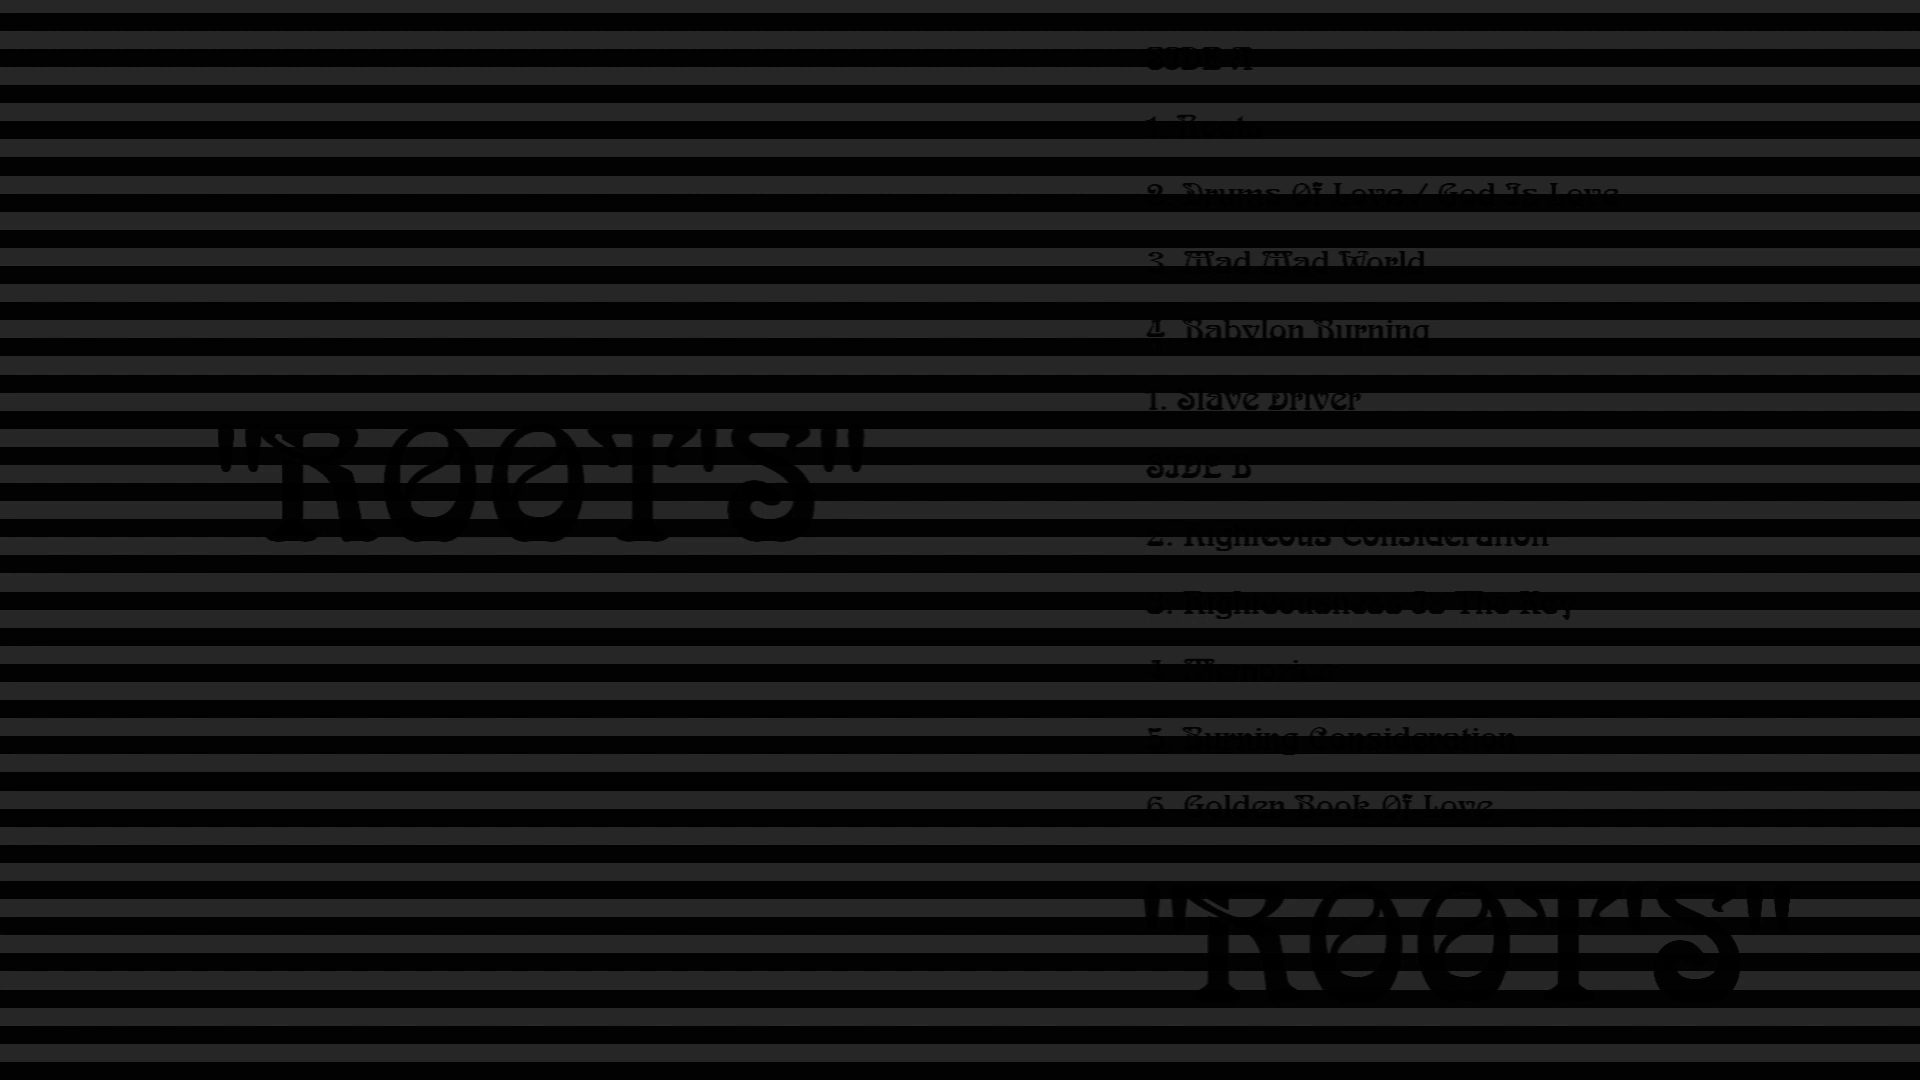 "ROOT'S"
SIDE A
1. Roots
2. Drums Of Love / God Is Love
3. Mad Mad World
4. Babylon Burning
1. Slave Driver
SIDE B
2. Righteous Consideration
3. Righteousness Is The Key
4. Memories
5. Burning Consideration
6. Golden Book Of Love
"ROOT'S"